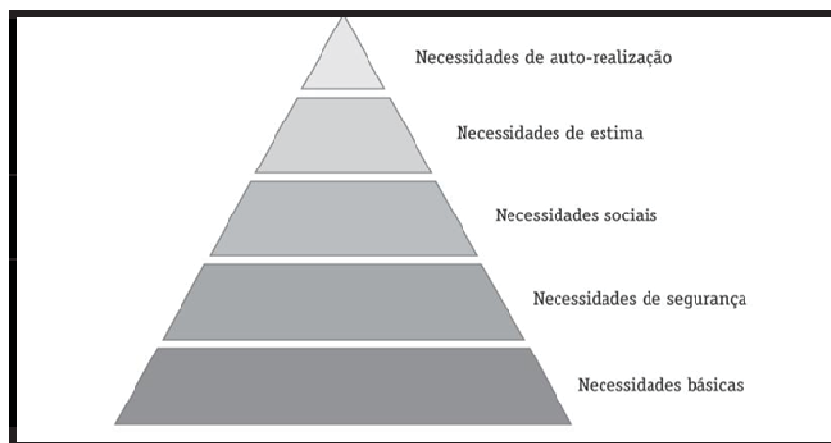 Necessidades de auto-realização
Necessidades de estima
Necessidades sociais
Necessidades de segurança
Necessidades básicas